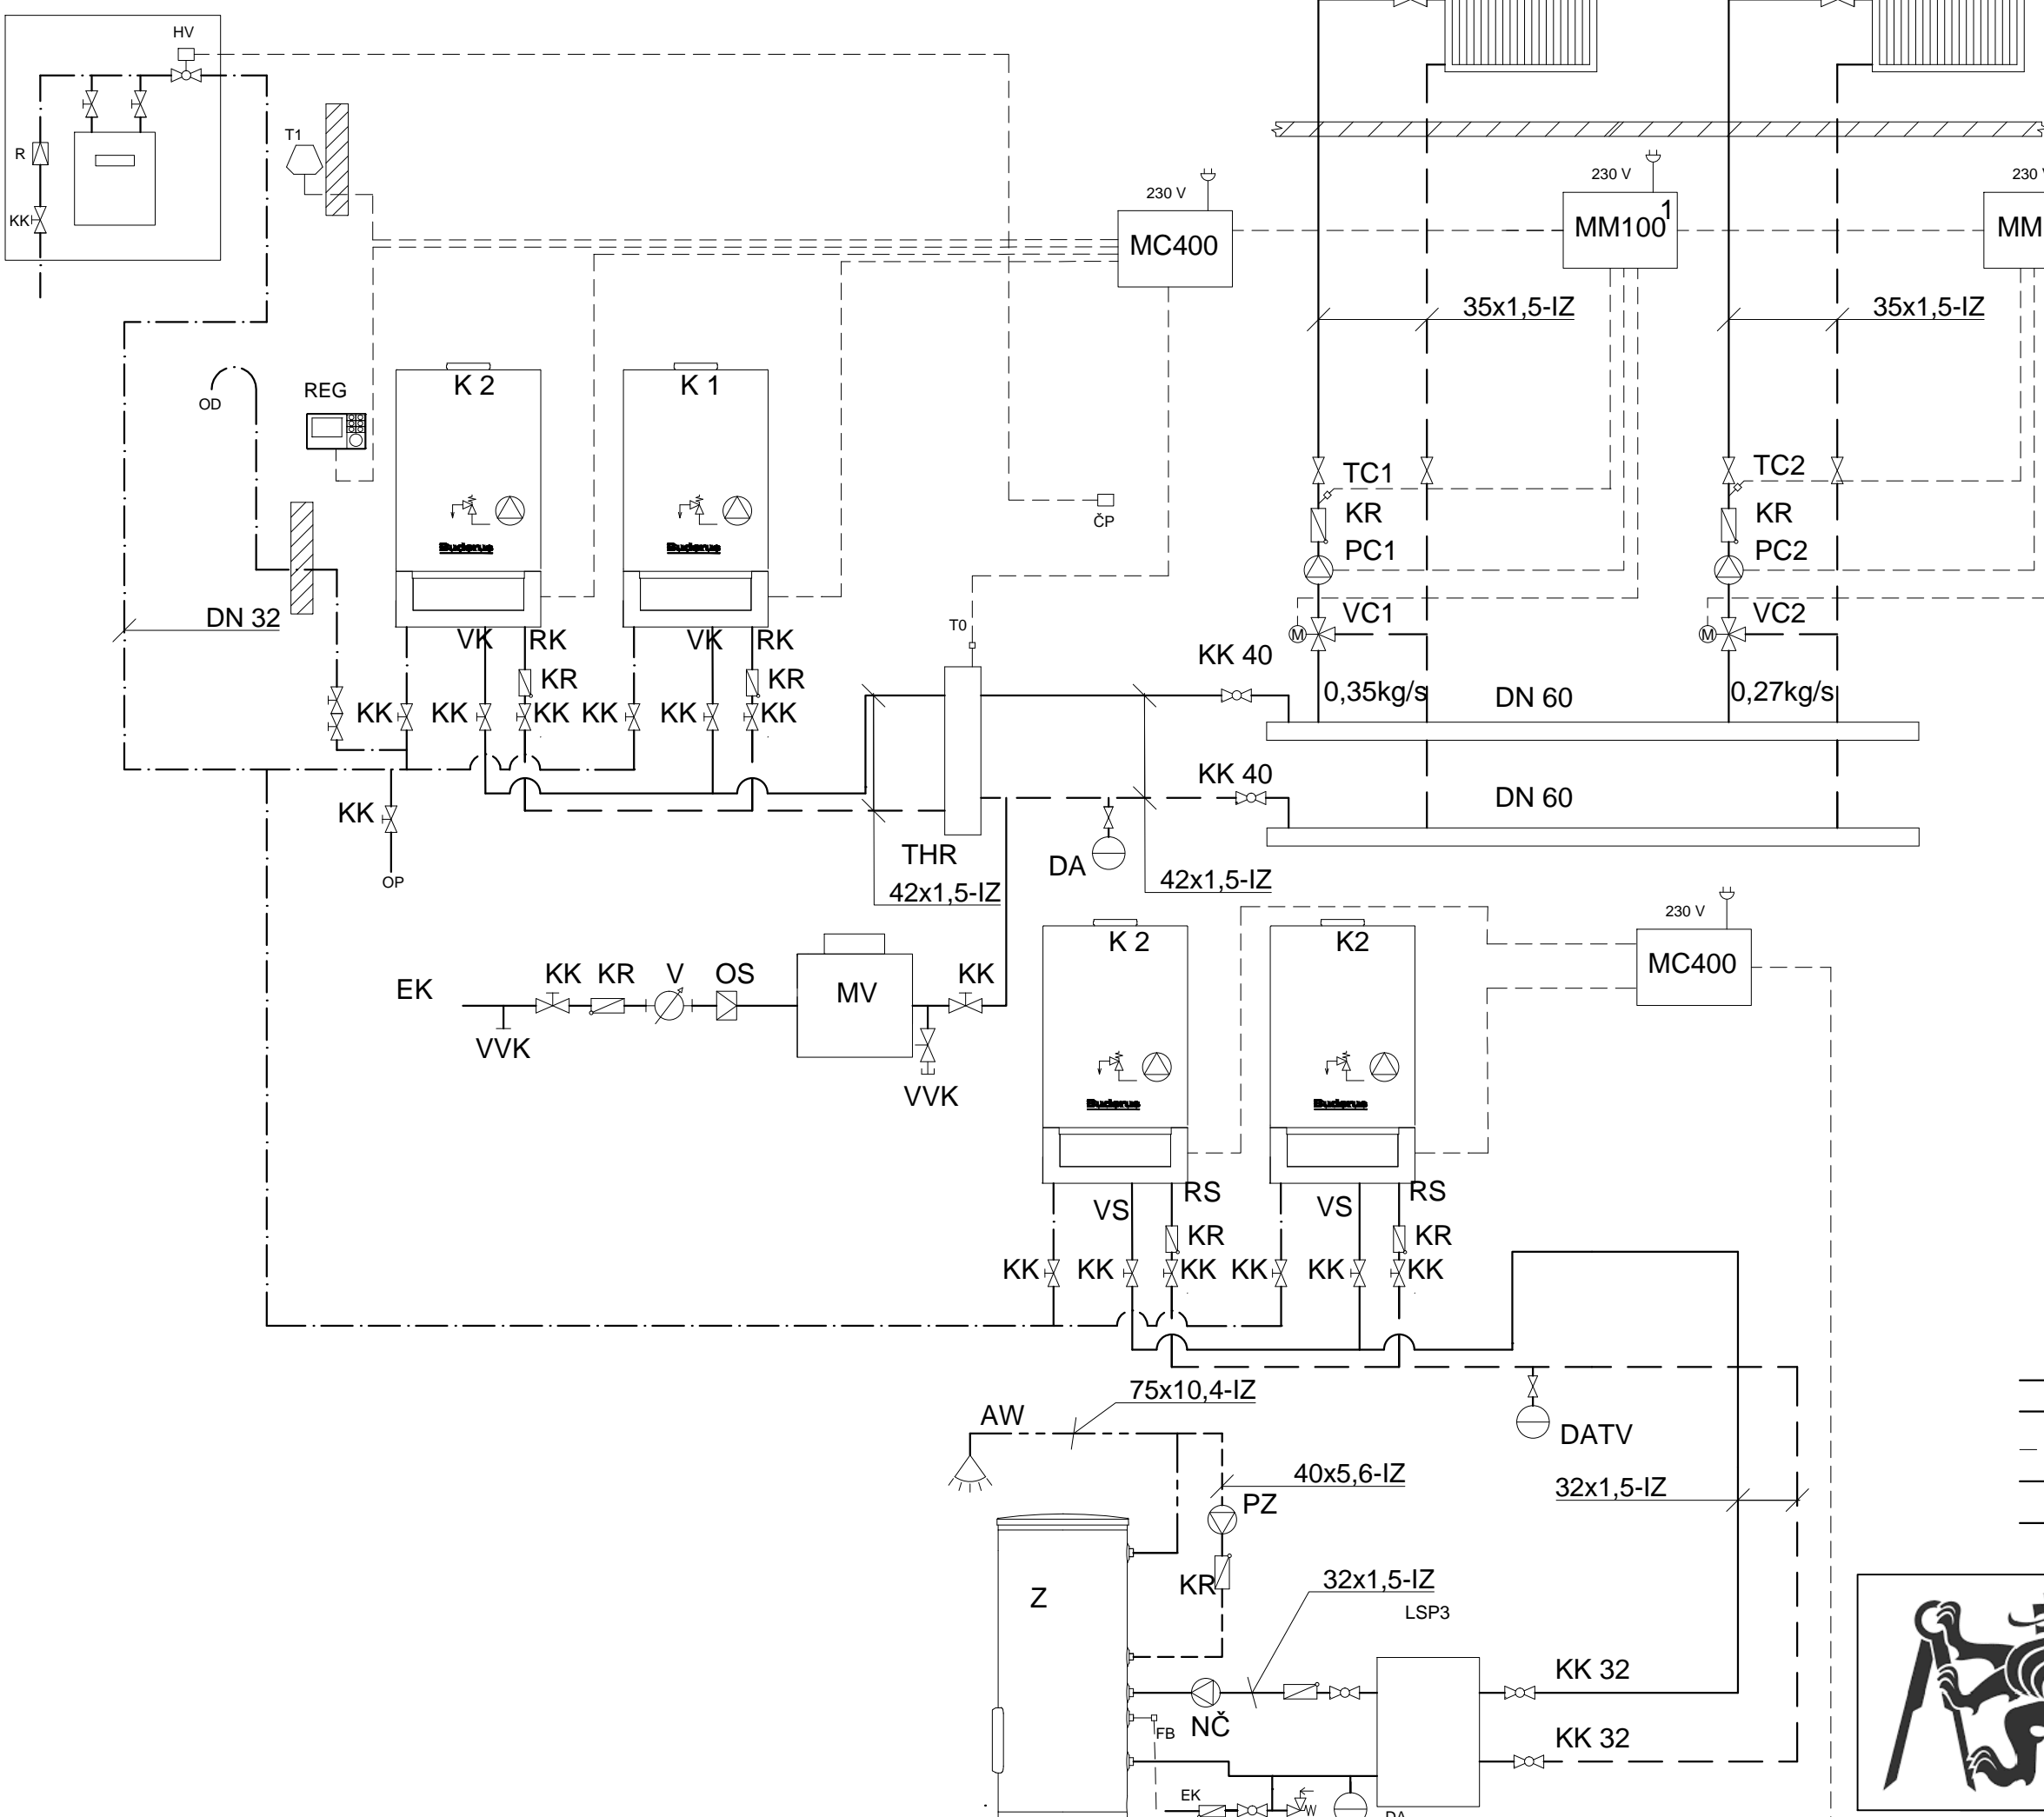 HV
T1
R
KK
230 V
MC400
230 V
MM100
1
230
MM
35x1,5-IZ
35x1,5-IZ
OD
REG
K 2
K 1
Buderus
Buderus
ČP
TC1
KR
PC1
VC1
M
TC2
KR
PC2
VC2
M
DN 32
VK
RK
VK
RK
T0
KR
KR
KK
KK
KK
KK
KK
KK
KK 40
0,35kg/s
DN 60
0,27kg/s
KK 40
DN 60
KK
OP
THR
42x1,5-IZ
DA
42x1,5-IZ
230 V
MC400
K 2
K2
Buderus
Buderus
EK
KK
KR
V
OS
MV
KK
VVK
VVK
VS
RS
VS
RS
KR
KR
KK
KK
KK
KK
KK
KK
75x10,4-IZ
AW
DATV
40x5,6-IZ
32x1,5-IZ
PZ
Z
KR
32x1,5-IZ
LSP3
KK 32
NČ
FB
KK 32
EK
DA